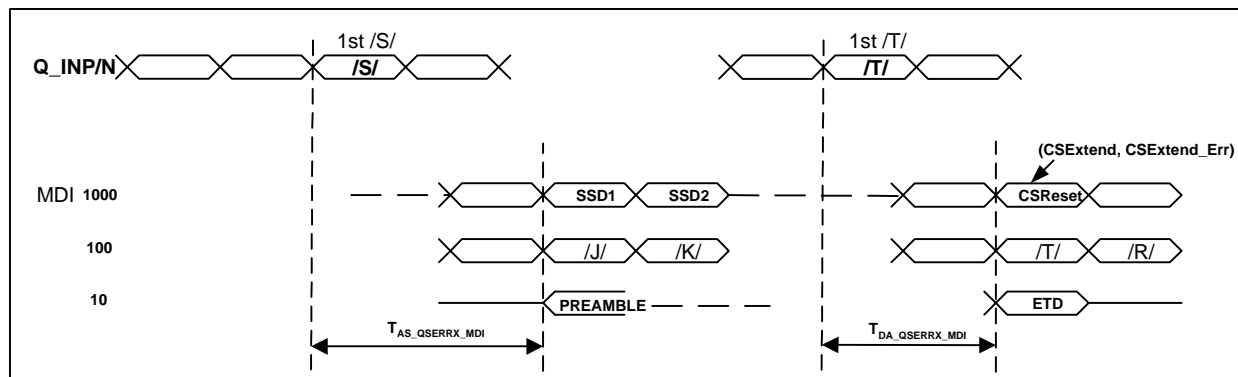 1st /S/
1st /T/
Q_INP/N
/S/
/T/
(CSExtend, CSExtend_Err)
MDI 1000
SSD1
SSD2
CSReset
100
/J/
/K/
/T/
/R/
10
PREAMBLE
ETD
TAS_QSERRX_MDI
TDA_QSERRX_MDI